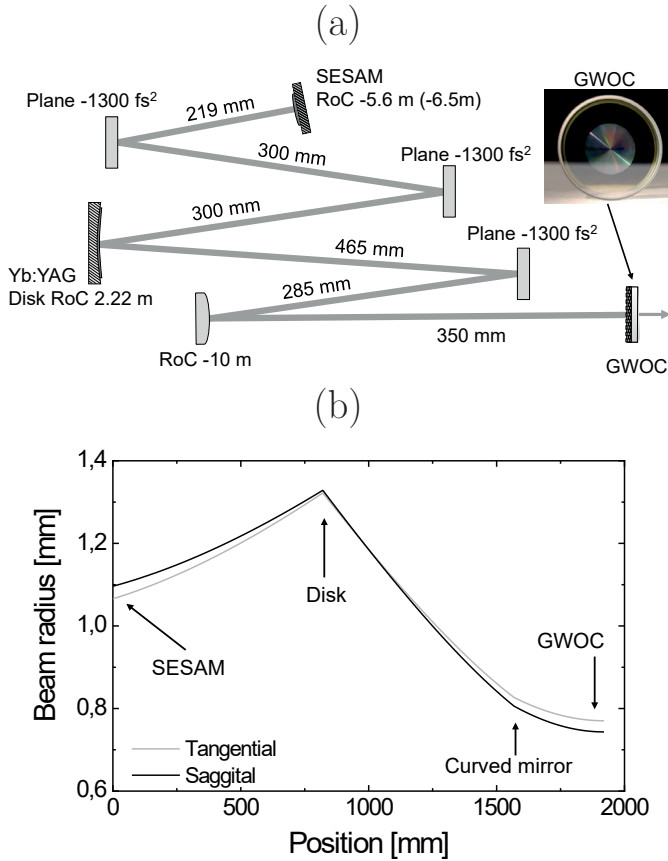 (a)
SESAM
RoC -5.6 m (-6.5m)
GWOC
Plane -1300 fs²
219 mm
300 mm
Plane -1300 fs²
300 mm
Plane -1300 fs²
465 mm
Yb:YAG
Disk RoC 2.22 m
285 mm
350 mm
RoC -10 m
GWOC
(b)
1,4
1,2
1,0
0,8
0,6
Beam radius [mm]
Disk
SESAM
GWOC
Curved mirror
Tangential
Saggital
0
500
1000
1500
2000
Position [mm]